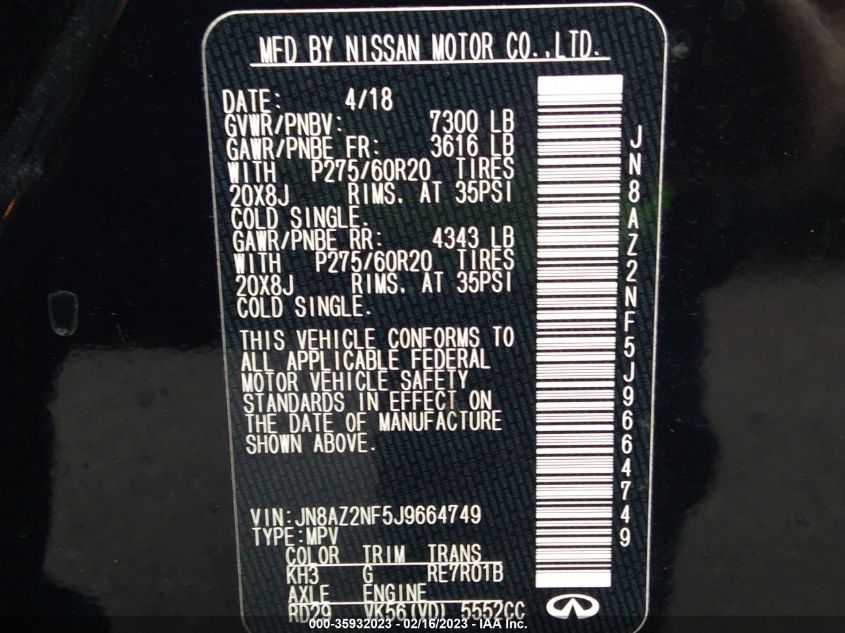 MFD BY NISSAN MOTOR CO.,LTD.
DATE: 4/18
GVWR/PNBV: 7300 LB
GAWR/PNBE FR: 3616 LB
WITH P275/60R20 TIRES
20X8J RIMS. AT 35PSI
COLD SINGLE.
GAWR/PNBE RR: 4343 LB
WITH P275/60R20 TIRES
20X8J RIMS. AT 35PSI
COLD SINGLE.
THIS VEHICLE CONFORMS TO
ALL APPLICABLE FEDERAL
MOTOR VEHICLE SAFETY
STANDARDS IN EFFECT ON
THE DATE OF MANUFACTURE
SHOWN ABOVE.
VIN:JN8AZ2NF5J9664749
TYPE:MPV
COLOR TRIM TRANS
KH3 G RE7R01B
AXLE ENGINE
RD29 VK56(VD) 5552CC
JN8AZ2NF5J9664749
000-35932023 - 02/16/2023 - IAA Inc.